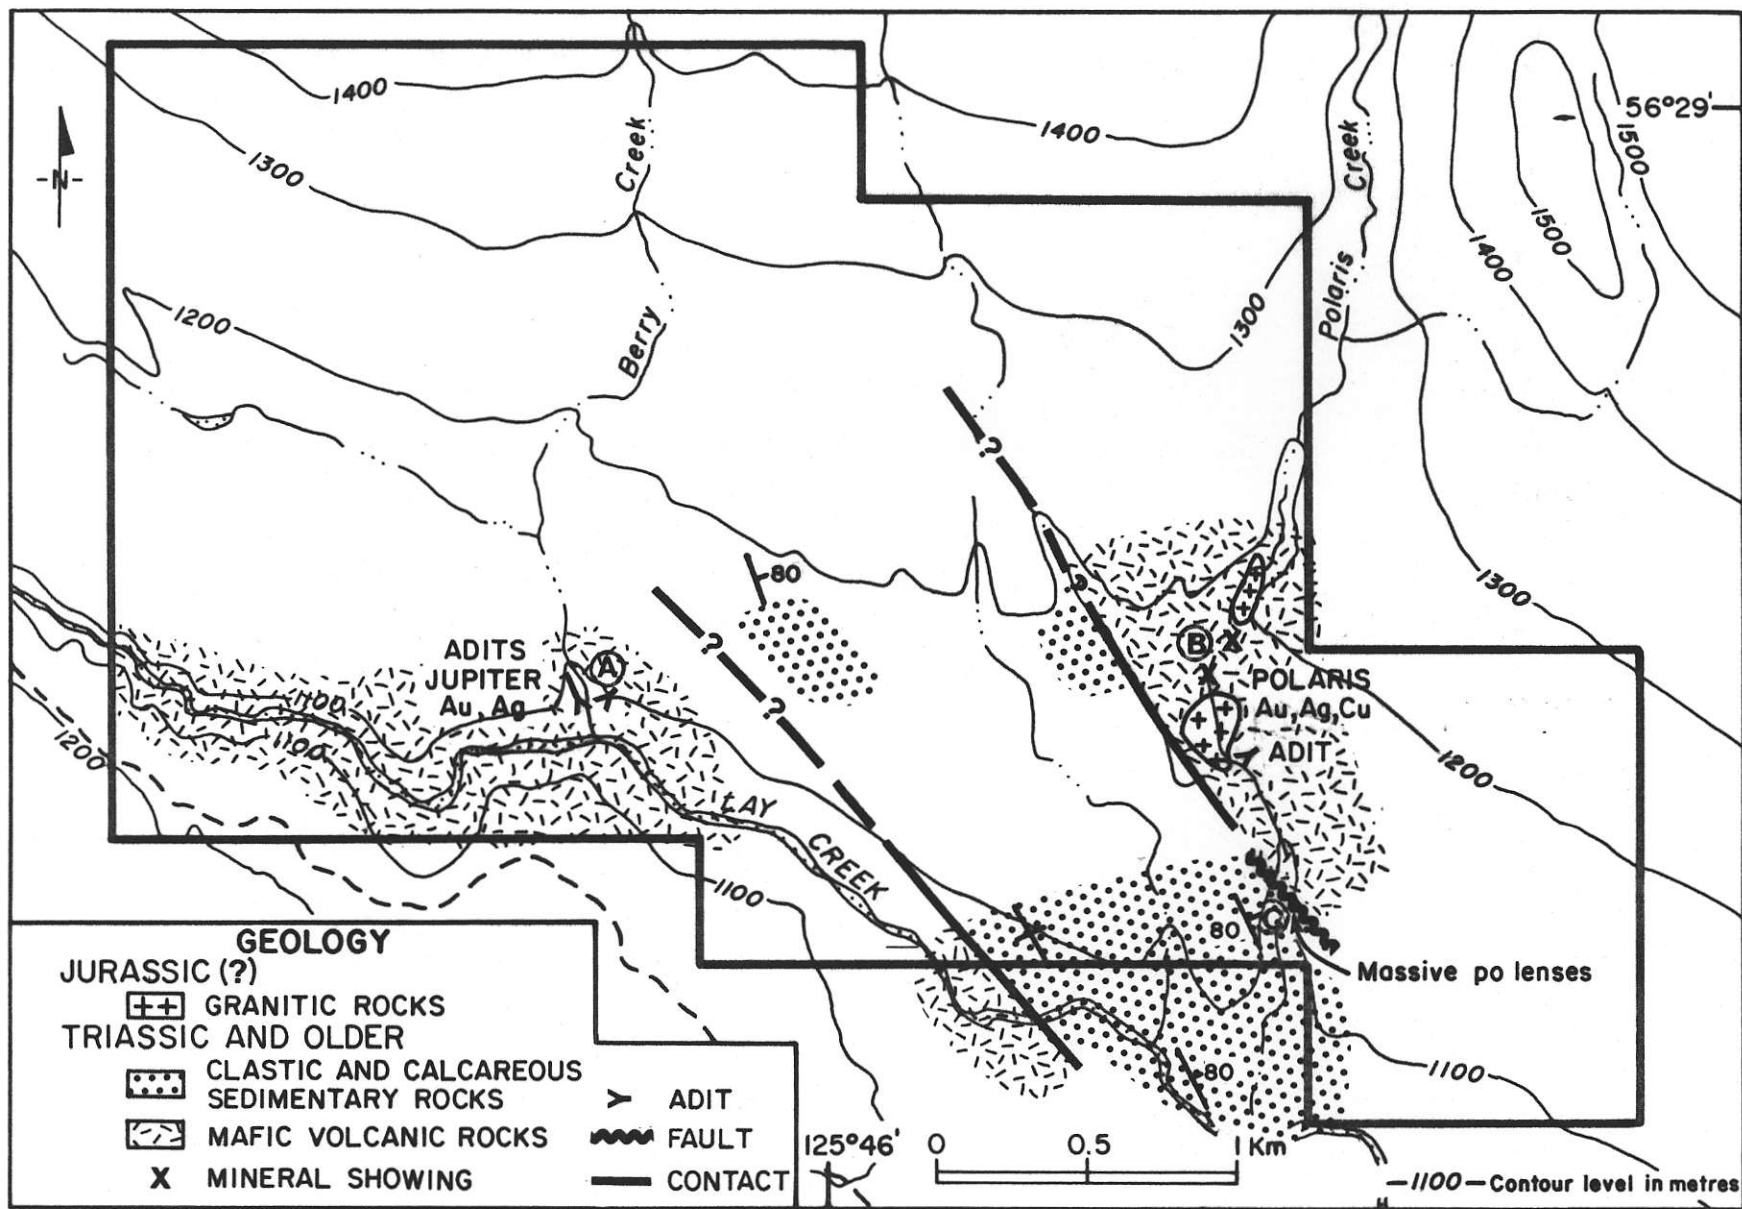 1400
1400
56°29'
1300
-N-
Creek
Berry
Creek
Polaris
1500
1500
1400
1300
1200
?
80
?
1300
ADITS
JUPITER
Au, Ag
A
?
?
B
POLARIS
Au,Ag,Cu
ADIT
1100
1100
1200
1200
LAY
CREEK
1100
80
C
Massive po lenses
1100
80
GEOLOGY
JURASSIC (?)
GRANITIC ROCKS
TRIASSIC AND OLDER
CLASTIC AND CALCAREOUS
SEDIMENTARY ROCKS
MAFIC VOLCANIC ROCKS
X MINERAL SHOWING
ADIT
FAULT
CONTACT
125°46'
0 0.5 1 Km
1100 Contour level in metres